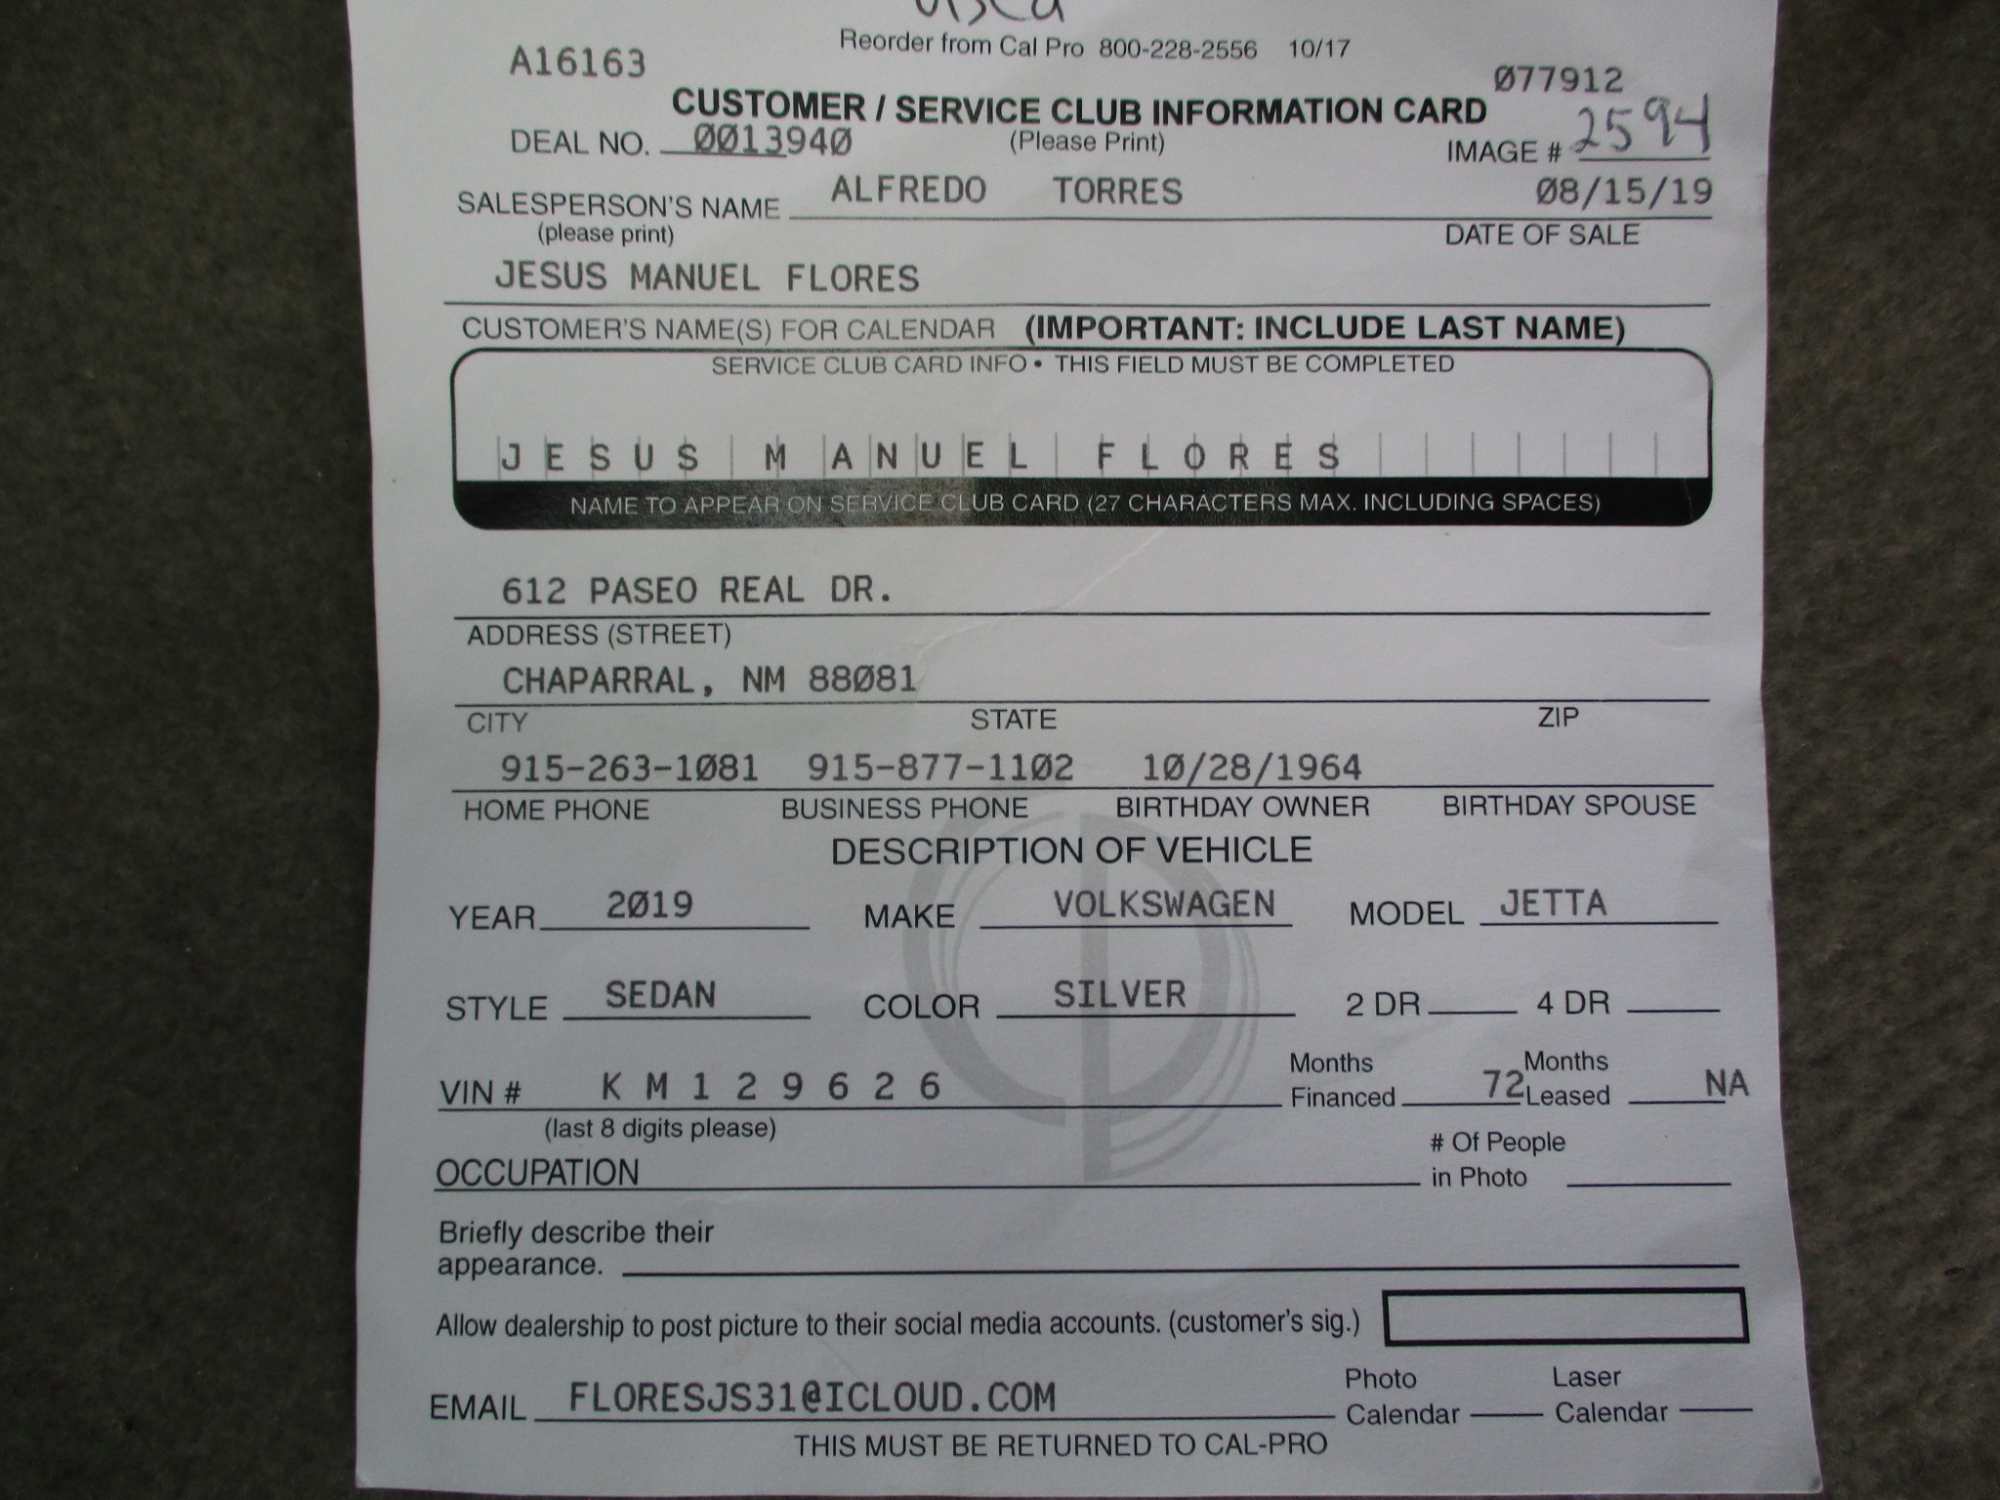 Reorder from Cal Pro 800-228-2556 10/17
A16163 077912
CUSTOMER / SERVICE CLUB INFORMATION CARD
DEAL NO. 0013940 (Please Print) IMAGE # 2594
SALESPERSON'S NAME ALFREDO TORRES 08/15/19
(please print) DATE OF SALE
JESUS MANUEL FLORES
CUSTOMER'S NAME(S) FOR CALENDAR (IMPORTANT: INCLUDE LAST NAME)
SERVICE CLUB CARD INFO • THIS FIELD MUST BE COMPLETED
J E S U S M A N U E L F L O R E S
NAME TO APPEAR ON SERVICE CLUB CARD (27 CHARACTERS MAX. INCLUDING SPACES)
612 PASEO REAL DR.
ADDRESS (STREET)
CHAPARRAL, NM 88081
CITY STATE ZIP
915-263-1081 915-877-1102 10/28/1964
HOME PHONE BUSINESS PHONE BIRTHDAY OWNER BIRTHDAY SPOUSE
DESCRIPTION OF VEHICLE
YEAR 2019 MAKE VOLKSWAGEN MODEL JETTA
STYLE SEDAN COLOR SILVER 2 DR 4 DR
VIN # K M 1 2 9 6 2 6 Months Financed 72 Months Leased NA
(last 8 digits please)
OCCUPATION # Of People in Photo
Briefly describe their
appearance.
Allow dealership to post picture to their social media accounts. (customer's sig.)
EMAIL FLORESJS31@ICLOUD.COM Photo Calendar Laser Calendar
THIS MUST BE RETURNED TO CAL-PRO